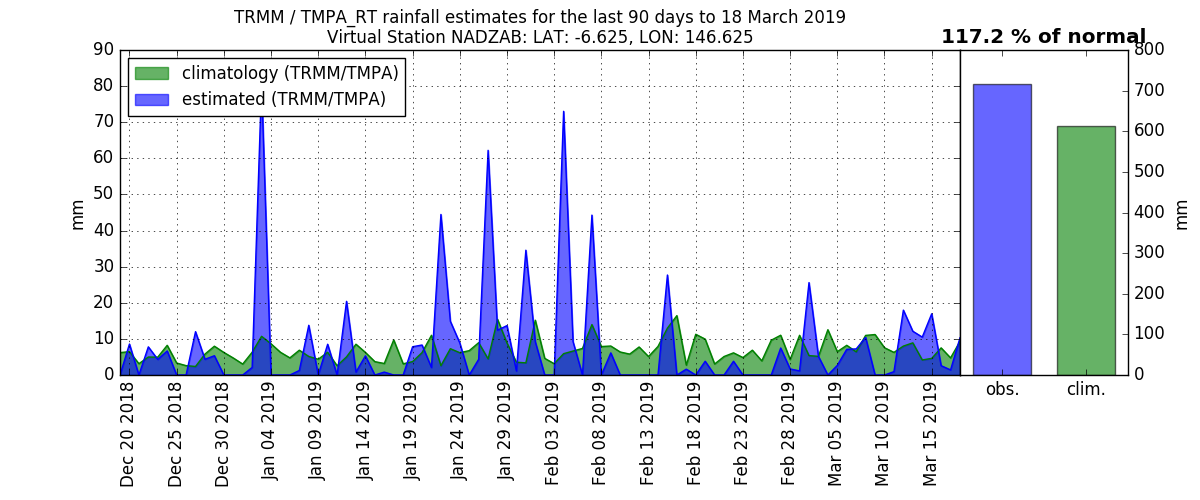 TRMM / TMPA_RT rainfall estimates for the last 90 days to 18 March 2019
Virtual Station NADZAB: LAT: -6.625, LON: 146.625
117.2 % of normal
climatology (TRMM/TMPA)
estimated (TRMM/TMPA)
90
80
70
60
50
40
30
20
10
0
mm
Dec 20 2018
Dec 25 2018
Dec 30 2018
Jan 04 2019
Jan 09 2019
Jan 14 2019
Jan 19 2019
Jan 24 2019
Jan 29 2019
Feb 03 2019
Feb 08 2019
Feb 13 2019
Feb 18 2019
Feb 23 2019
Feb 28 2019
Mar 05 2019
Mar 10 2019
Mar 15 2019
obs.
clim.
800
700
600
500
400
300
200
100
0
mm